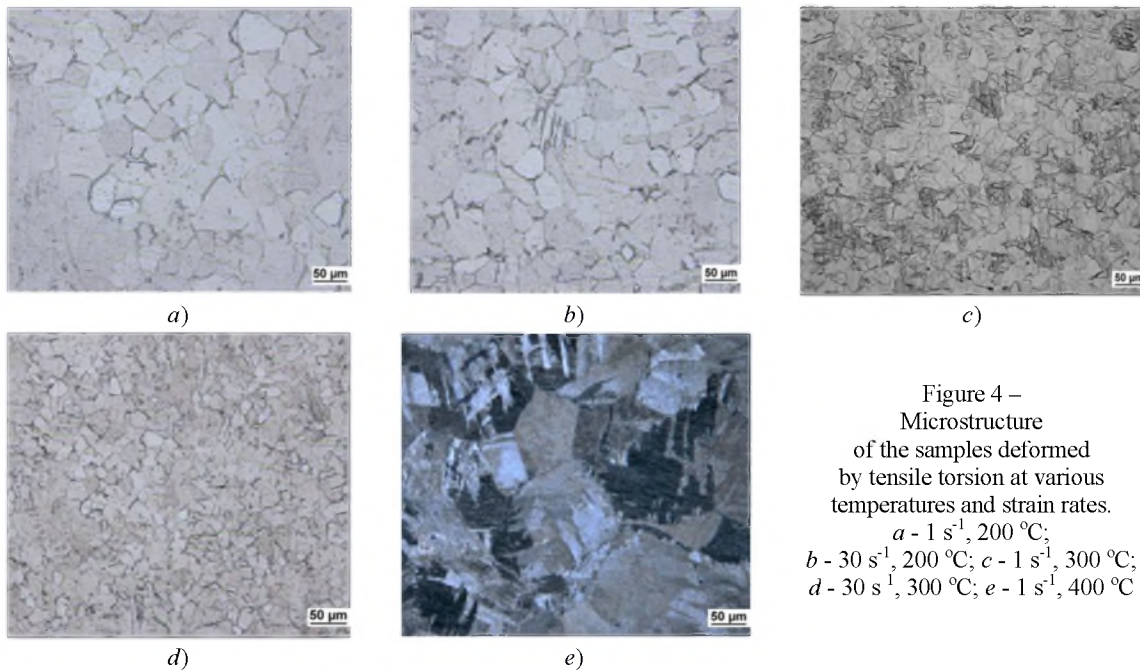 50 µm
50 µm
50 µm
a)
b)
c)
50 µm
50 µm
d)
e)
Figure 4 –
Microstructure
of the samples deformed
by tensile torsion at various
temperatures and strain rates.
a - 1 s⁻¹, 200 °C;
b - 30 s⁻¹, 200 °C; c - 1 s⁻¹, 300 °C;
d - 30 s⁻¹, 300 °C; e - 1 s⁻¹, 400 °C